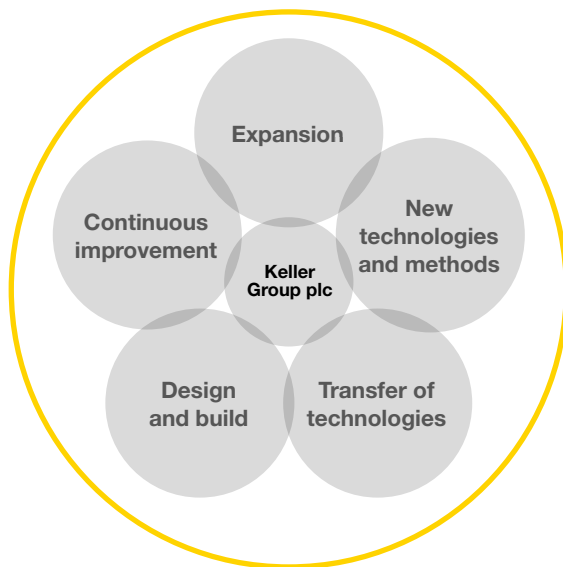 Expansion
Continuous
improvement
New
technologies
and methods
Keller
Group plc
Design
and build
Transfer of
technologies